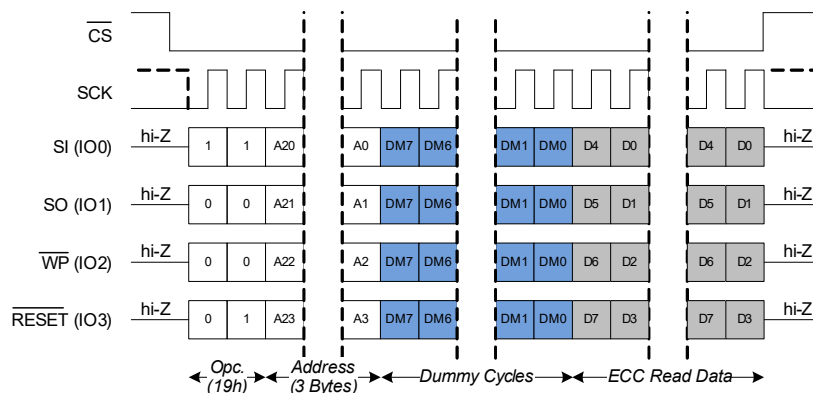 CS
SCK
SI (IO0) hi-Z 1 1 A20 A0 DM7 DM6 DM1 DM0 D4 D0 D4 D0 hi-Z
SO (IO1) hi-Z 0 0 A21 A1 DM7 DM6 DM1 DM0 D5 D1 D5 D1 hi-Z
WP (IO2) hi-Z 0 0 A22 A2 DM7 DM6 DM1 DM0 D6 D2 D6 D2 hi-Z
RESET (IO3) hi-Z 0 1 A23 A3 DM7 DM6 DM1 DM0 D7 D3 D7 D3 hi-Z
Opc. Address Dummy Cycles ECC Read Data
(19h) (3 Bytes)